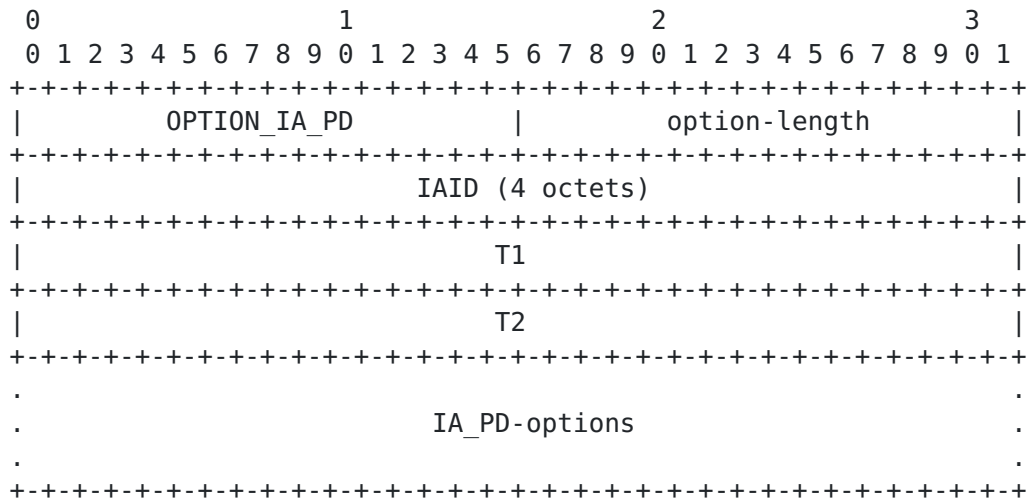 0                   1                   2                   3
0 1 2 3 4 5 6 7 8 9 0 1 2 3 4 5 6 7 8 9 0 1 2 3 4 5 6 7 8 9 0 1
+-+-+-+-+-+-+-+-+-+-+-+-+-+-+-+-+-+-+-+-+-+-+-+-+-+-+-+-+-+-+-+-+
|         OPTION_IA_PD          |         option-length         |
+-+-+-+-+-+-+-+-+-+-+-+-+-+-+-+-+-+-+-+-+-+-+-+-+-+-+-+-+-+-+-+-+
|                         IAID (4 octets)                       |
+-+-+-+-+-+-+-+-+-+-+-+-+-+-+-+-+-+-+-+-+-+-+-+-+-+-+-+-+-+-+-+-+
|                              T1                               |
+-+-+-+-+-+-+-+-+-+-+-+-+-+-+-+-+-+-+-+-+-+-+-+-+-+-+-+-+-+-+-+-+
|                              T2                               |
+-+-+-+-+-+-+-+-+-+-+-+-+-+-+-+-+-+-+-+-+-+-+-+-+-+-+-+-+-+-+-+-+
.                                                               .
.                          IA_PD-options                        .
.                                                               .
+-+-+-+-+-+-+-+-+-+-+-+-+-+-+-+-+-+-+-+-+-+-+-+-+-+-+-+-+-+-+-+-+